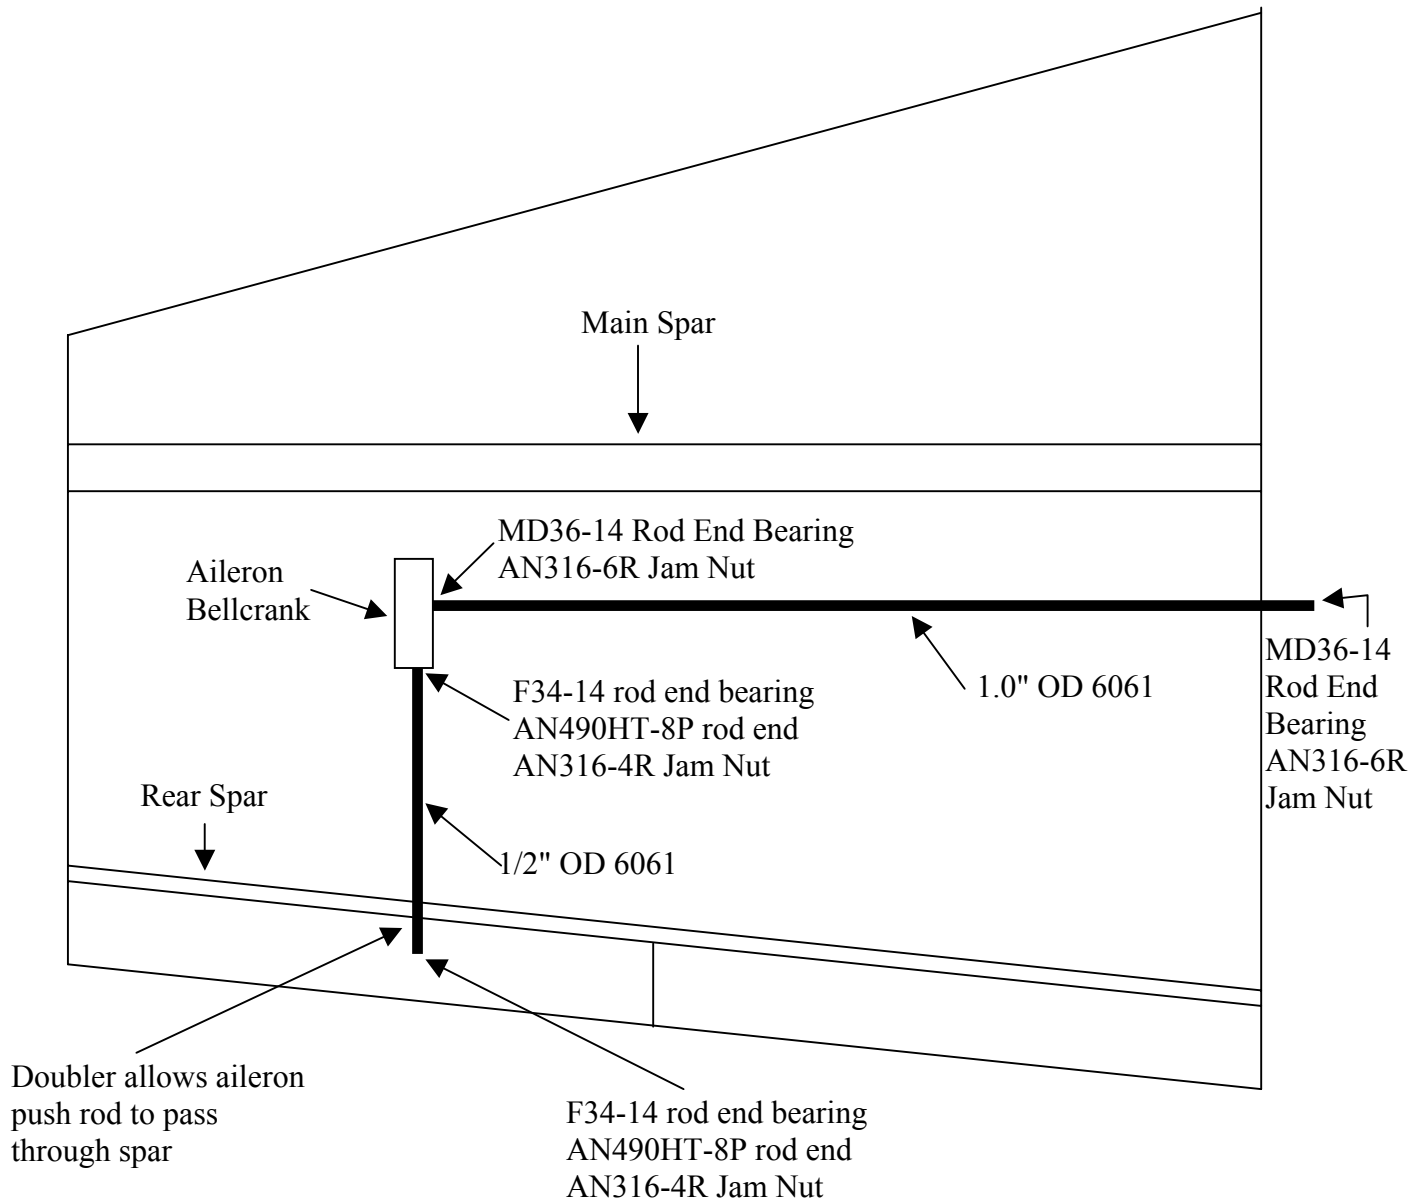 Main Spar
MD36-14 Rod End Bearing
AN316-6R Jam Nut
Aileron
Bellcrank
MD36-14
Rod End
Bearing
AN316-6R
Jam Nut
1.0" OD 6061
F34-14 rod end bearing
AN490HT-8P rod end
AN316-4R Jam Nut
Rear Spar
1/2" OD 6061
Doubler allows aileron
push rod to pass
through spar
F34-14 rod end bearing
AN490HT-8P rod end
AN316-4R Jam Nut